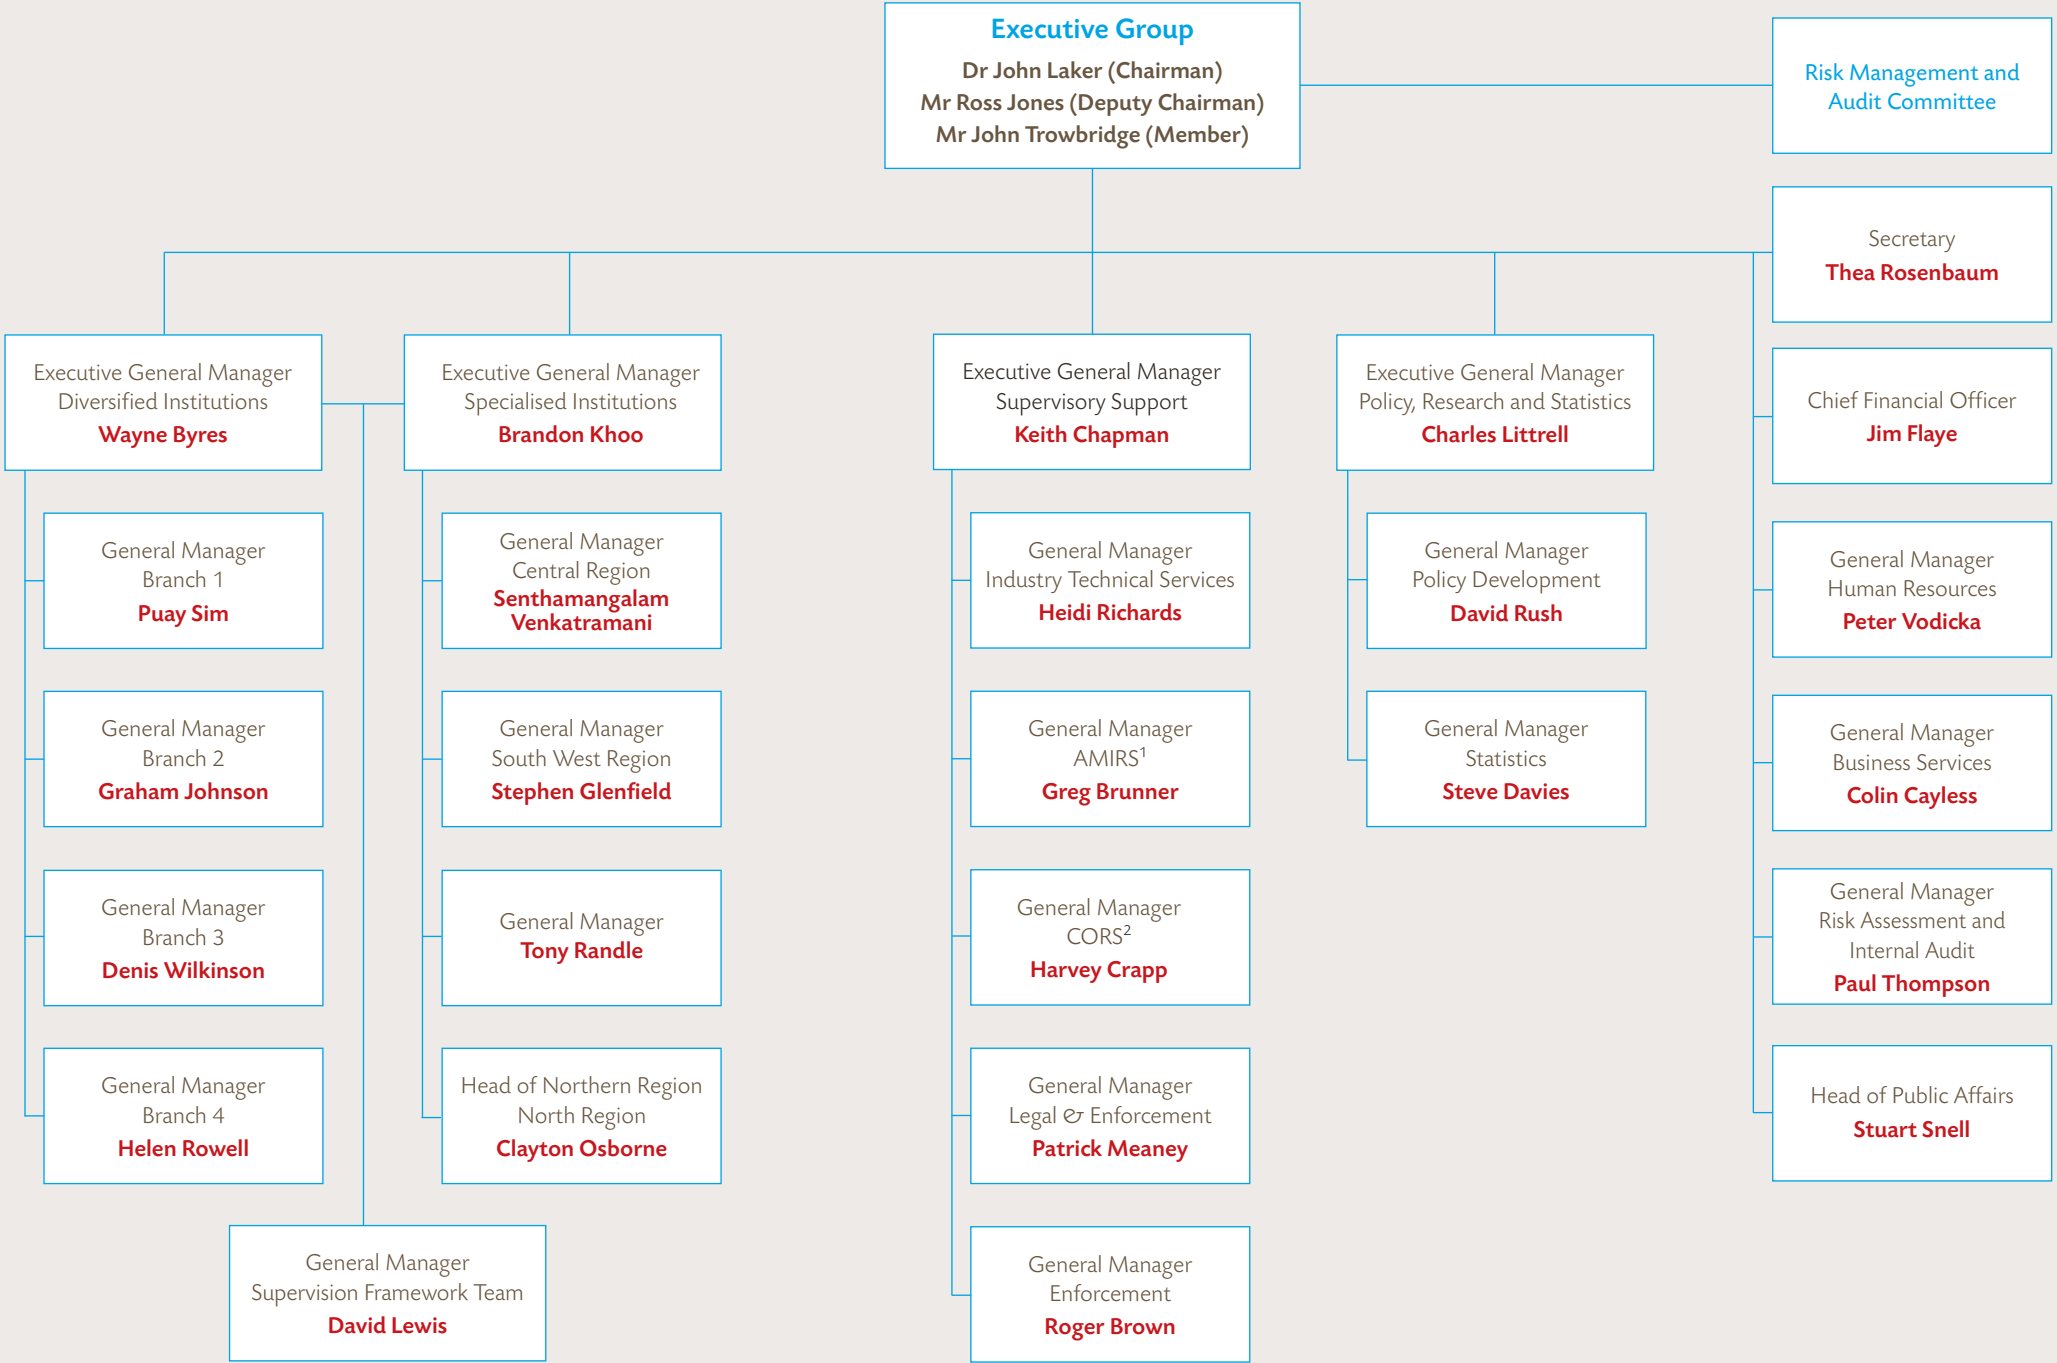 Executive Group
Dr John Laker (Chairman)
Mr Ross Jones (Deputy Chairman)
Mr John Trowbridge (Member)
Risk Management and
Audit Committee
Secretary
Thea Rosenbaum
Executive General Manager
Diversified Institutions
Wayne Byres
Executive General Manager
Specialised Institutions
Brandon Khoo
Executive General Manager
Supervisory Support
Keith Chapman
Executive General Manager
Policy, Research and Statistics
Charles Littrell
Chief Financial Officer
Jim Flaye
General Manager
Branch 1
Puay Sim
General Manager
Central Region
Senthamangalam
Venkatramani
General Manager
Industry Technical Services
Heidi Richards
General Manager
Policy Development
David Rush
General Manager
Human Resources
Peter Vodicka
General Manager
Branch 2
Graham Johnson
General Manager
South West Region
Stephen Glenfield
General Manager
AMIRS¹
Greg Brunner
General Manager
Statistics
Steve Davies
General Manager
Business Services
Colin Cayless
General Manager
Branch 3
Denis Wilkinson
General Manager
Tony Randle
General Manager
CORS²
Harvey Crapp
General Manager
Risk Assessment and
Internal Audit
Paul Thompson
General Manager
Branch 4
Helen Rowell
Head of Northern Region
North Region
Clayton Osborne
General Manager
Legal & Enforcement
Patrick Meaney
Head of Public Affairs
Stuart Snell
General Manager
Supervision Framework Team
David Lewis
General Manager
Enforcement
Roger Brown